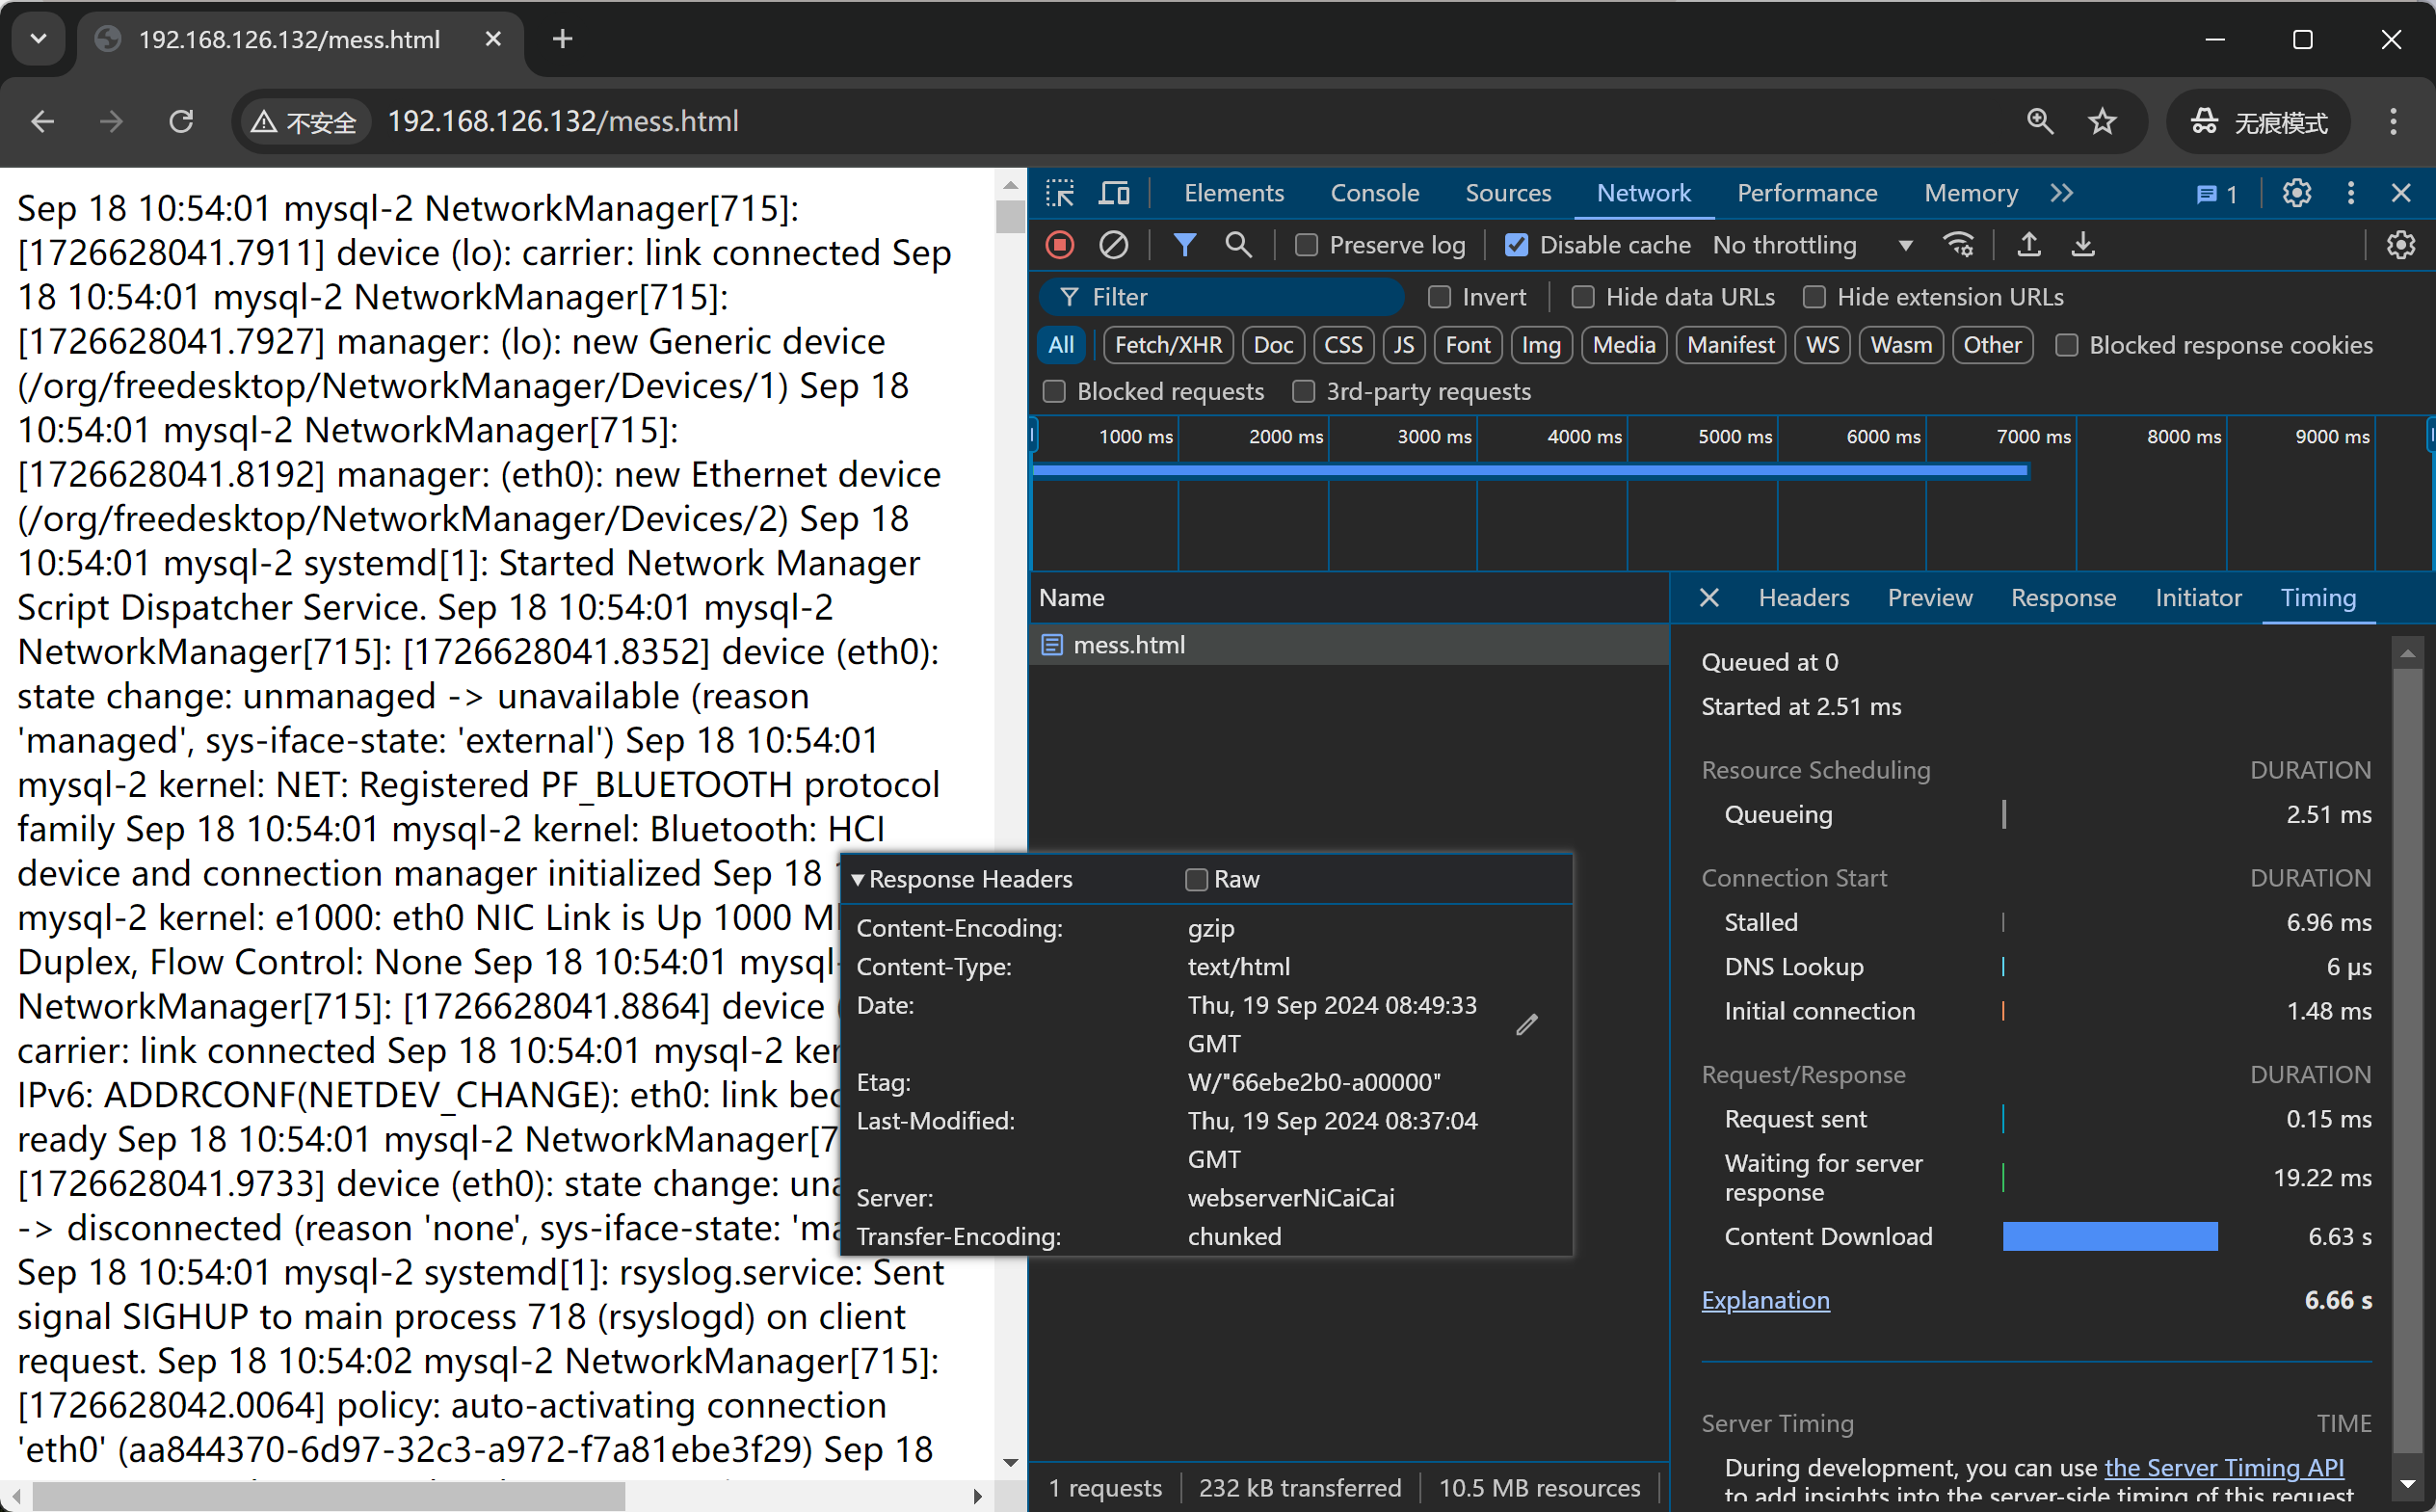 192.168.126.132/mess.html
不安全
192.168.126.132/mess.html
无痕模式
Sep 18 10:54:01 mysql-2 NetworkManager[715]:
[1726628041.7911] device (lo): carrier: link connected Sep
18 10:54:01 mysql-2 NetworkManager[715]:
[1726628041.7927] manager: (lo): new Generic device
(/org/freedesktop/NetworkManager/Devices/1) Sep 18
10:54:01 mysql-2 NetworkManager[715]:
[1726628041.8192] manager: (eth0): new Ethernet device
(/org/freedesktop/NetworkManager/Devices/2) Sep 18
10:54:01 mysql-2 systemd[1]: Started Network Manager
Script Dispatcher Service. Sep 18 10:54:01 mysql-2
NetworkManager[715]: [1726628041.8352] device (eth0):
state change: unmanaged -> unavailable (reason
'managed', sys-iface-state: 'external') Sep 18 10:54:01
mysql-2 kernel: NET: Registered PF_BLUETOOTH protocol
family Sep 18 10:54:01 mysql-2 kernel: Bluetooth: HCI
device and connection manager initialized Sep 18
mysql-2 kernel: e1000: eth0 NIC Link is Up 1000
Duplex, Flow Control: None Sep 18 10:54:01 mysql-
NetworkManager[715]: [1726628041.8864] device
carrier: link connected Sep 18 10:54:01 mysql-2
IPv6: ADDRCONF(NETDEV_CHANGE): eth0: link
ready Sep 18 10:54:01 mysql-2 NetworkManager[7
[1726628041.9733] device (eth0): state change:
-> disconnected (reason 'none', sys-iface-state:
Sep 18 10:54:01 mysql-2 systemd[1]: rsyslog.service: Sent
signal SIGHUP to main process 718 (rsyslogd) on client
request. Sep 18 10:54:02 mysql-2 NetworkManager[715]:
[1726628042.0064] policy: auto-activating connection
'eth0' (aa844370-6d97-32c3-a972-f7a81ebe3f29) Sep 18
Elements Console Sources Network Performance Memory 1
Preserve log Disable cache No throttling
Filter Invert Hide data URLs Hide extension URLs
All Fetch/XHR Doc CSS JS Font Img Media Manifest WS Wasm Other Blocked response cookies
Blocked requests 3rd-party requests
1000 ms 2000 ms 3000 ms 4000 ms 5000 ms 6000 ms 7000 ms 8000 ms 9000 ms
Name
mess.html
Response Headers Raw
Content-Encoding: gzip
Content-Type: text/html
Date: Thu, 19 Sep 2024 08:49:33
GMT
Etag: W/"66ebe2b0-a00000"
Last-Modified: Thu, 19 Sep 2024 08:37:04
GMT
Server: webserverNiCaiCai
Transfer-Encoding: chunked
Headers Preview Response Initiator Timing
Queued at 0
Started at 2.51 ms
Resource Scheduling DURATION
Queueing 2.51 ms
Connection Start DURATION
Stalled 6.96 ms
DNS Lookup 6 µs
Initial connection 1.48 ms
Request/Response DURATION
Request sent 0.15 ms
Waiting for server
response 19.22 ms
Content Download 6.63 s
Explanation 6.66 s
Server Timing TIME
During development, you can use the Server Timing API
to add insights into the server-side timing of this request
1 requests 232 kB transferred 10.5 MB resources